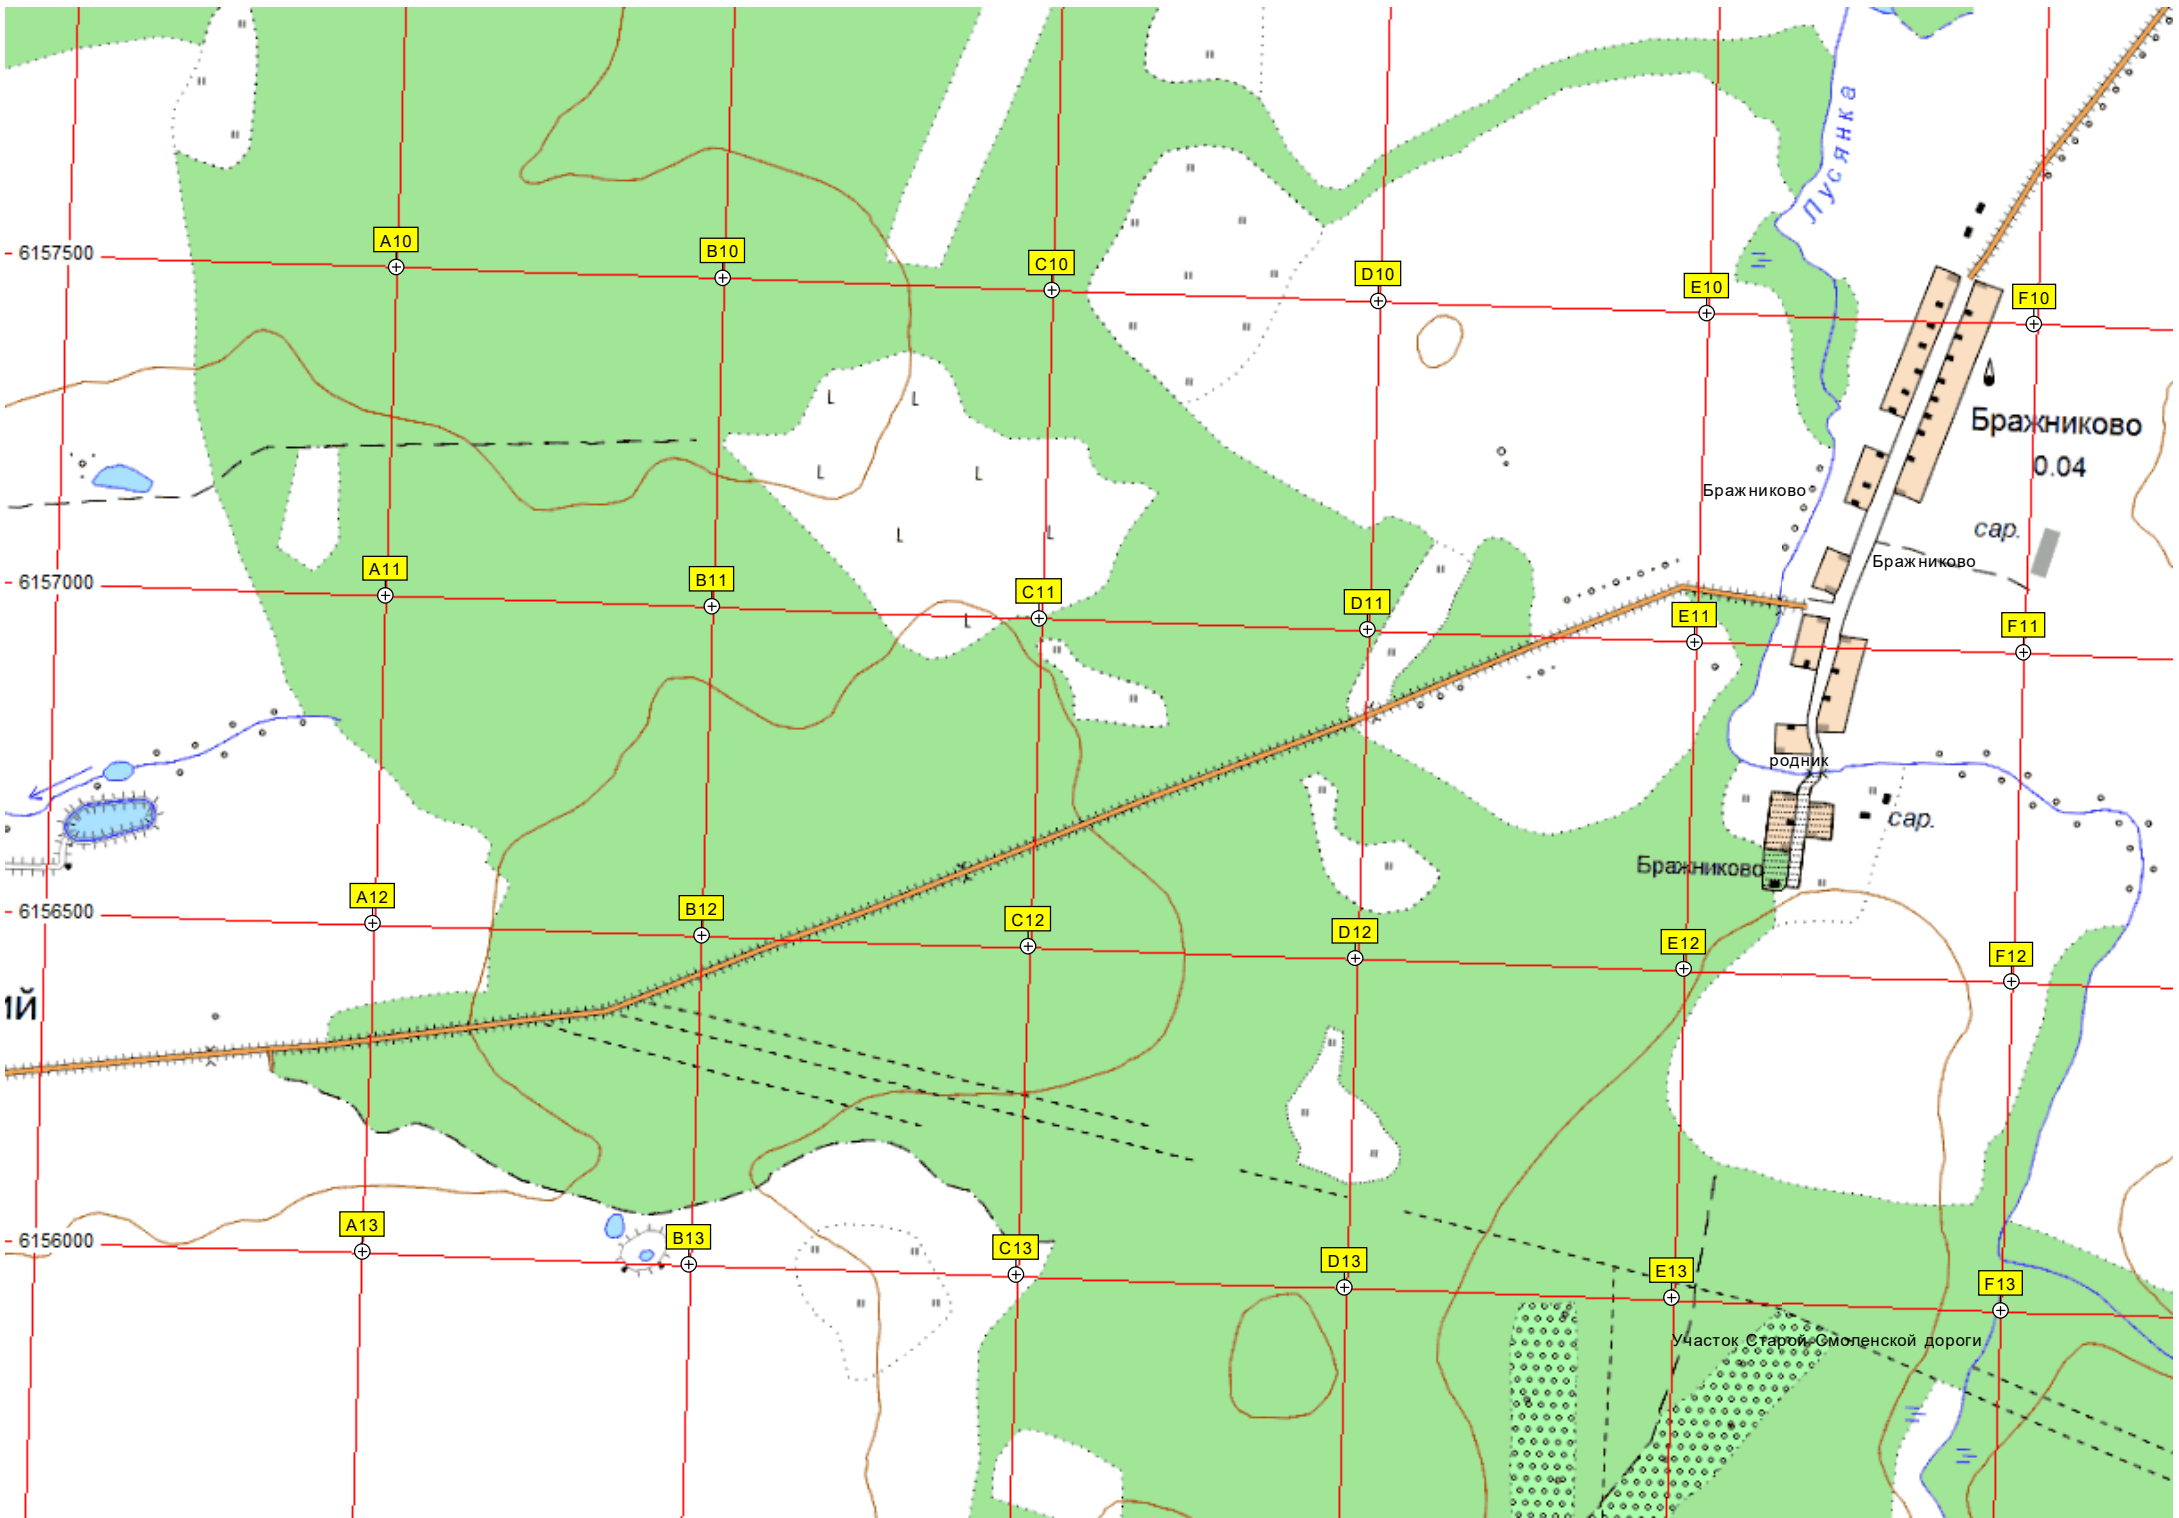 Лусянка
6157500
A10
B10
C10
D10
E10
F10
Бражниково
0.04
Бражниково
сар.
Бражниково
6157000
A11
B11
C11
D11
E11
F11
родник
сар.
Бражниково
6156500
A12
B12
C12
D12
E12
F12
ИЙ
6156000
A13
B13
C13
D13
E13
F13
Участок Старой Смоленской дороги